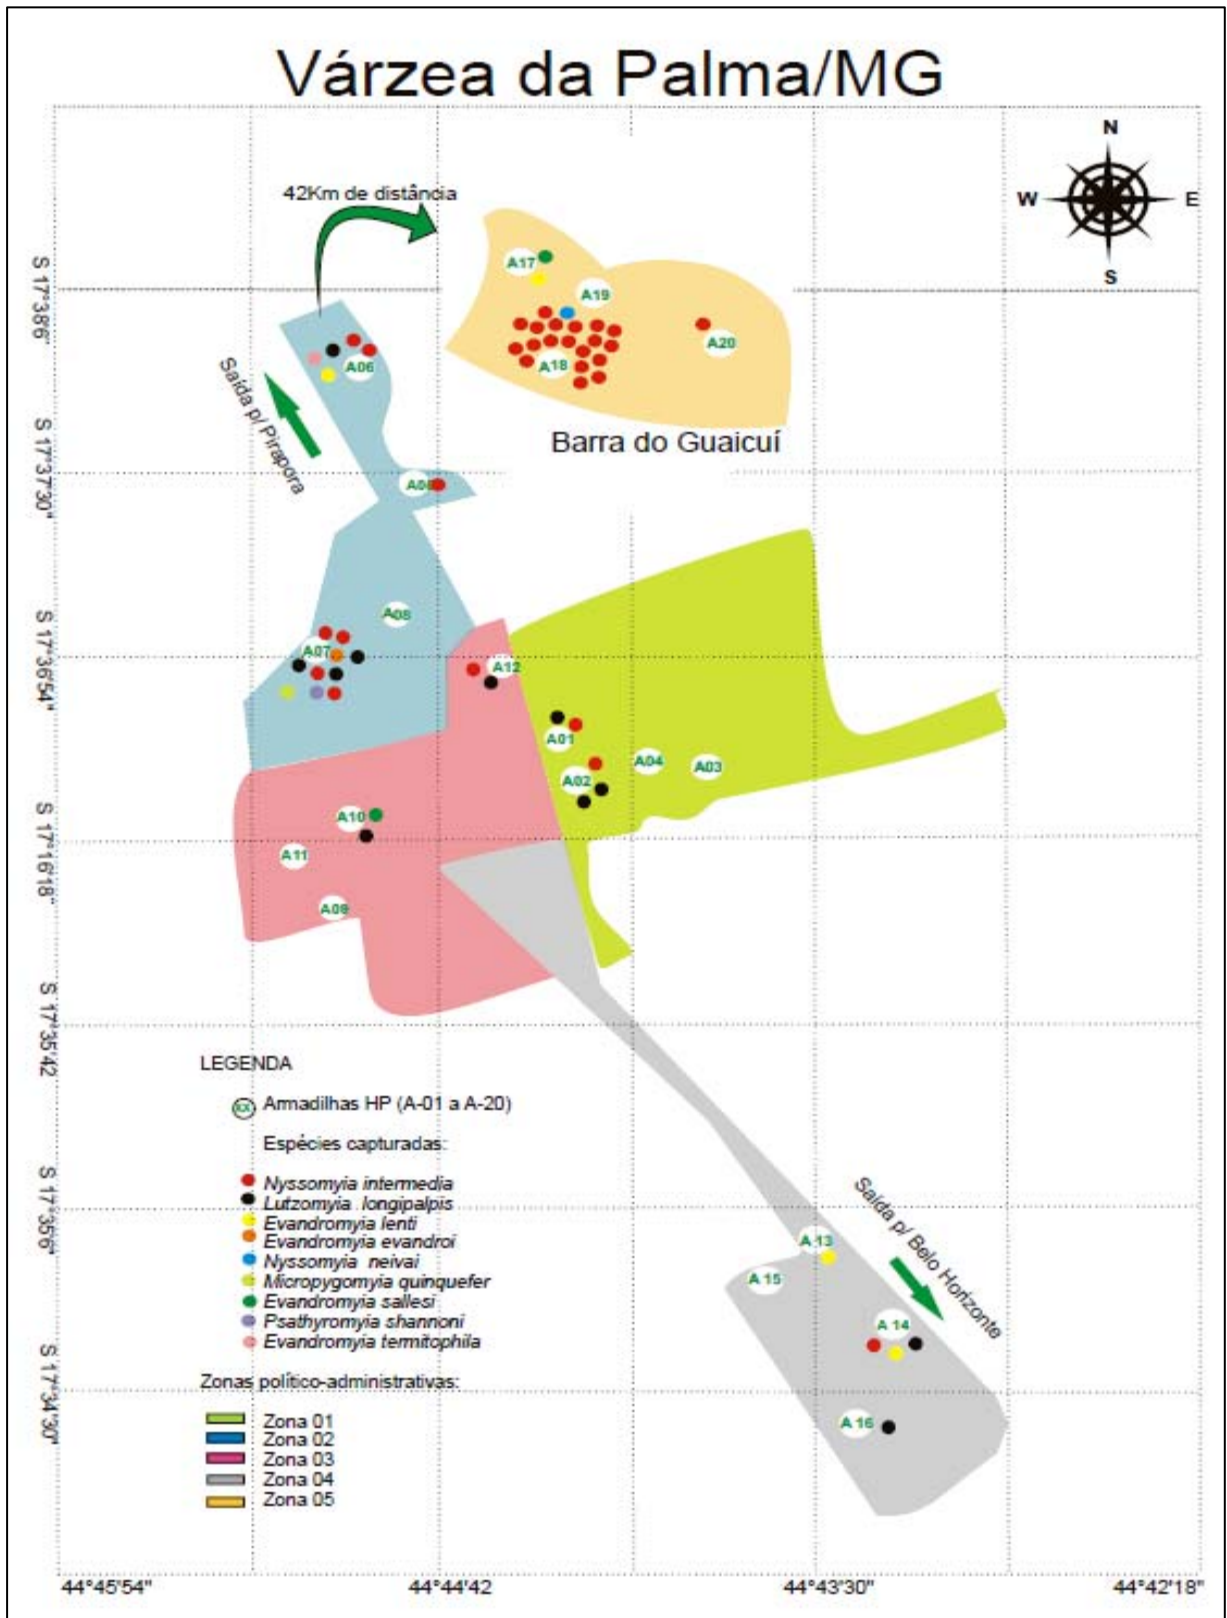 Várzea da Palma/MG
N
W
E
S
42Km de distância
A17
A19
A20
A18
S 17°38'6"
A06
Saída p/ Pirapora
Barra do Guaicuí
S 17°37'30"
A08
A07
S 17°36'54"
A12
A01
A04
A03
A02
A10
S 17°16'18"
A11
A09
S 17°35'42
LEGENDA
XX Armadilhas HP (A-01 a A-20)
Espécies capturadas:
Nyssomyia intermedia
Lutzomyia longipalpis
Evandromyia lenti
Evandromyia evandroi
Nyssomyia neivai
Micropygomyia quinquefer
Evandromyia sallesi
Psathyromyia shannoni
Evandromyia termitophila
S 17°35'6"
Saída p/ Belo Horizonte
A 13
A 15
A 14
A 16
S 17°34'30"
Zonas político-administrativas:
Zona 01
Zona 02
Zona 03
Zona 04
Zona 05
44°45'54"
44°44'42
44°43'30"
44°42'18"